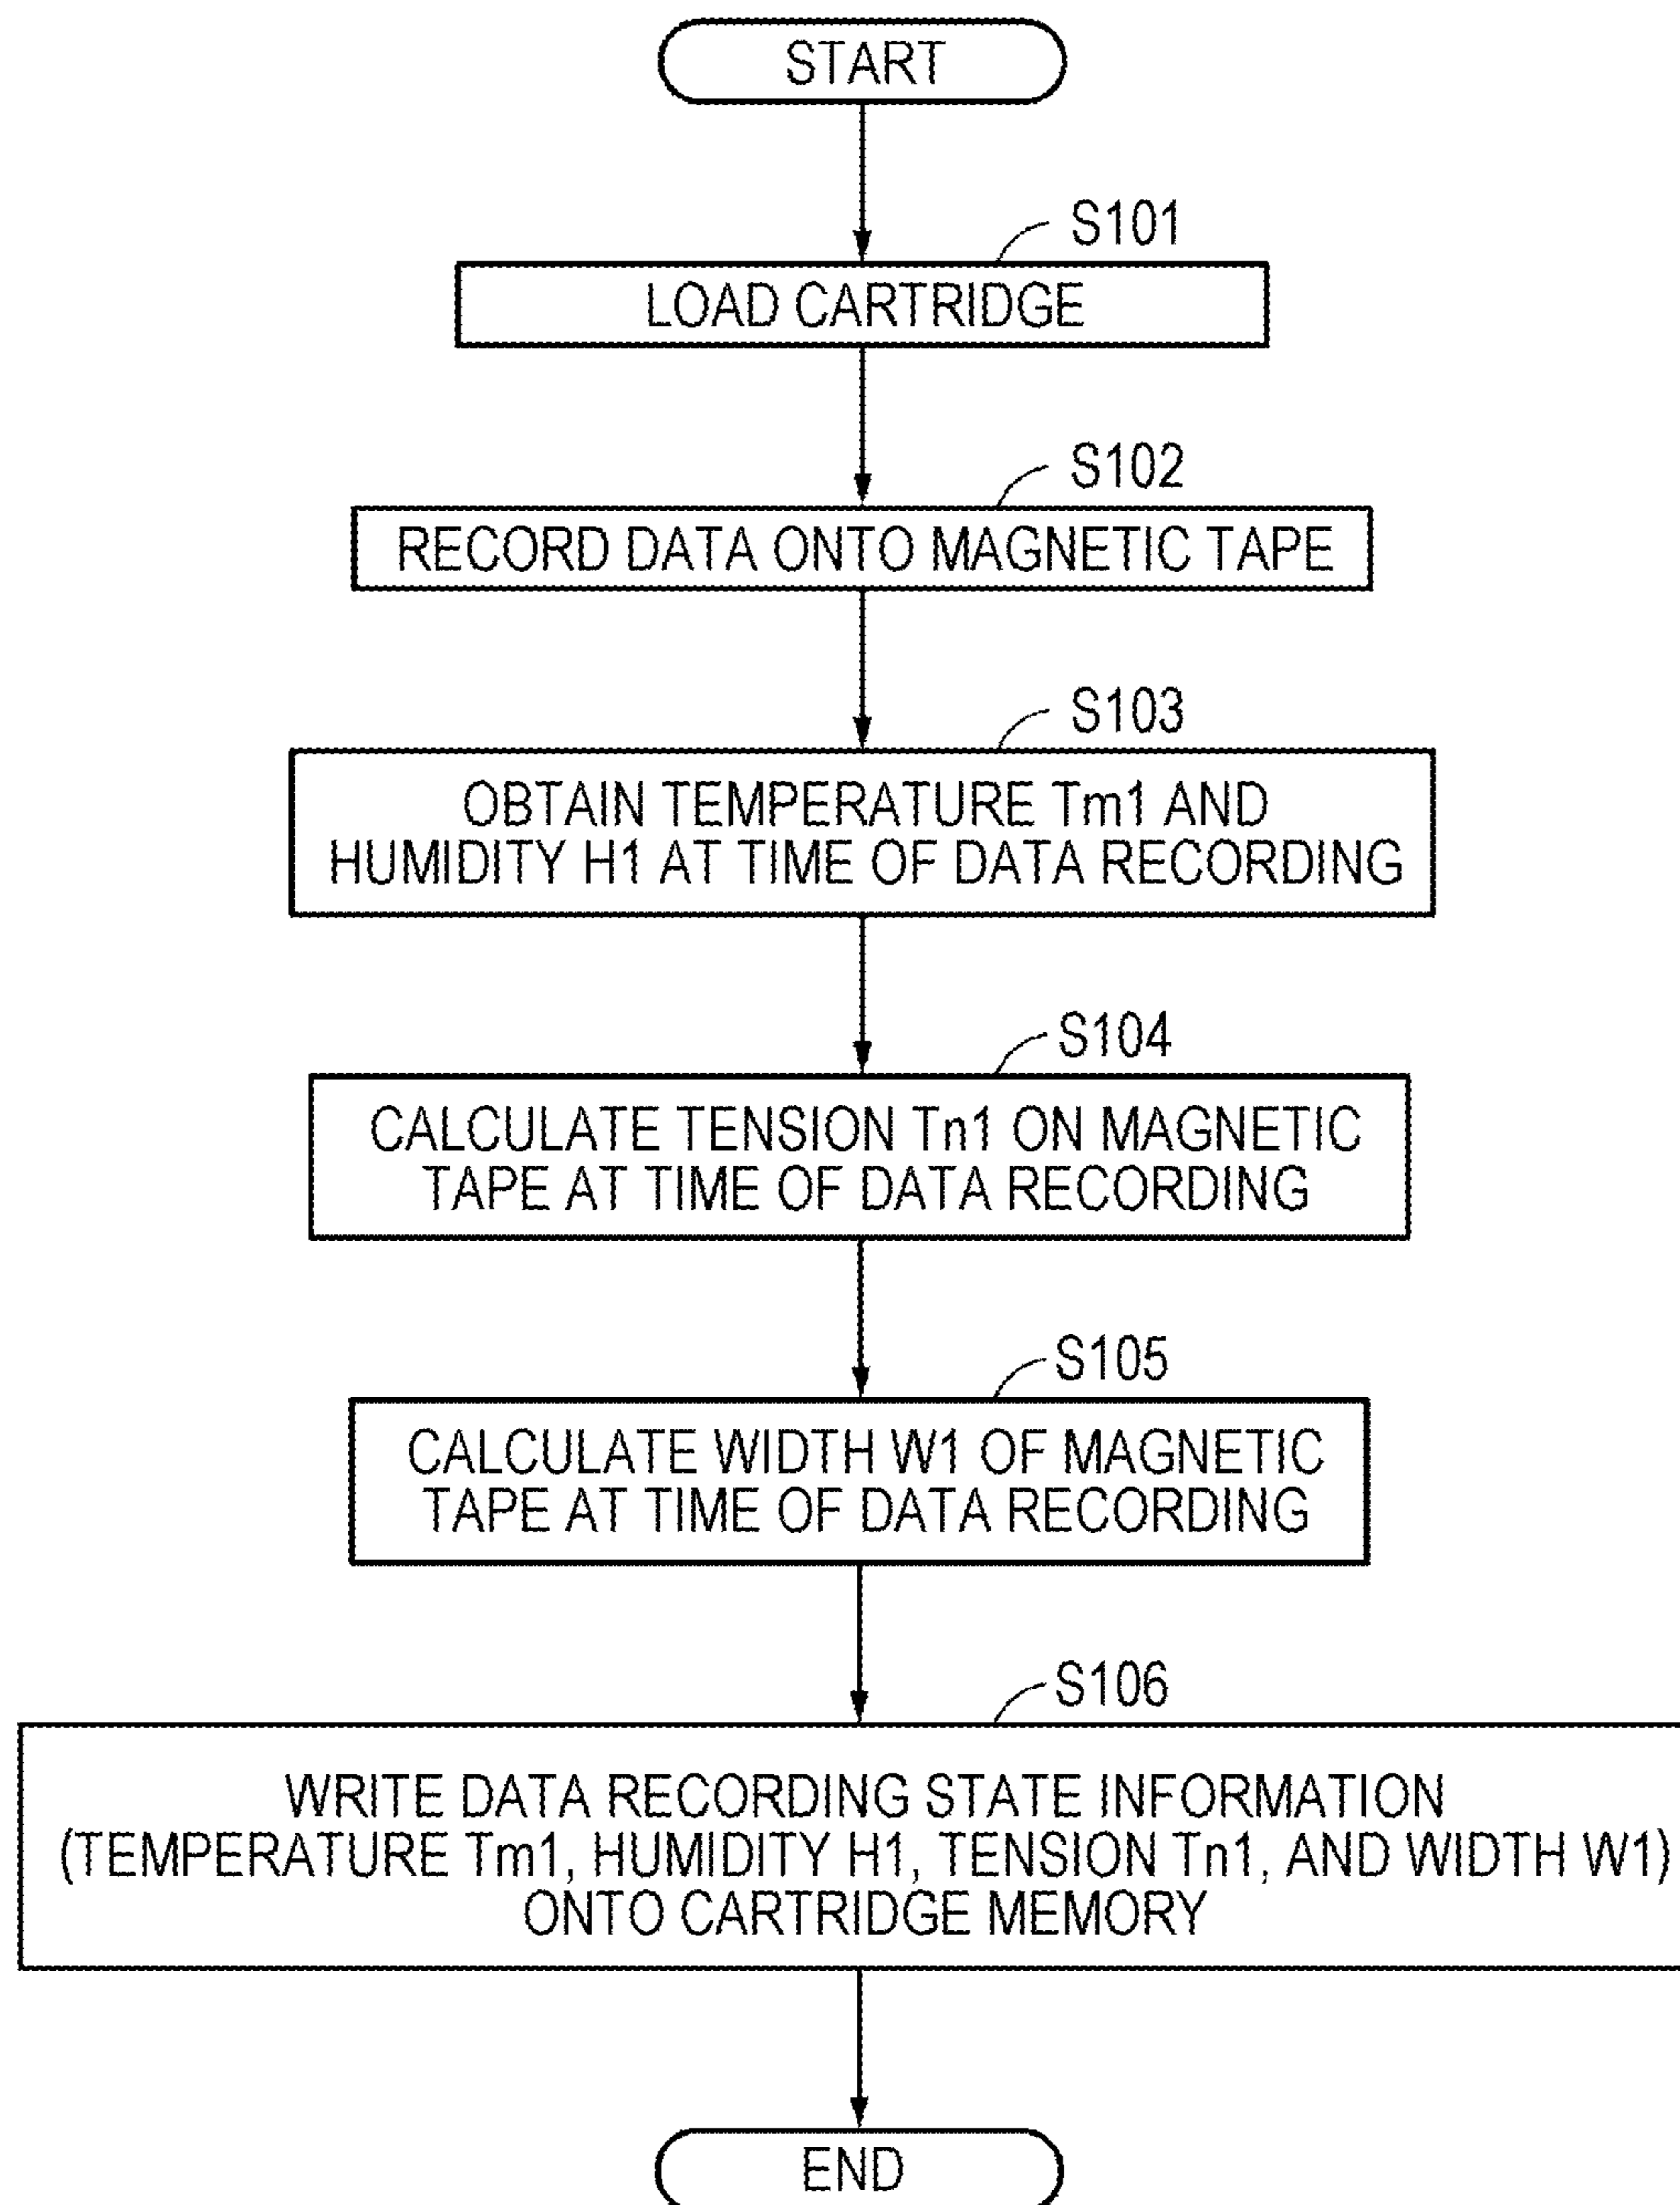 START
S101
LOAD CARTRIDGE
S102
RECORD DATA ONTO MAGNETIC TAPE
S103
OBTAIN TEMPERATURE Tm1 AND
HUMIDITY H1 AT TIME OF DATA RECORDING
S104
CALCULATE TENSION Tn1 ON MAGNETIC
TAPE AT TIME OF DATA RECORDING
S105
CALCULATE WIDTH W1 OF MAGNETIC
TAPE AT TIME OF DATA RECORDING
S106
WRITE DATA RECORDING STATE INFORMATION
(TEMPERATURE Tm1, HUMIDITY H1, TENSION Tn1, AND WIDTH W1)
ONTO CARTRIDGE MEMORY
END